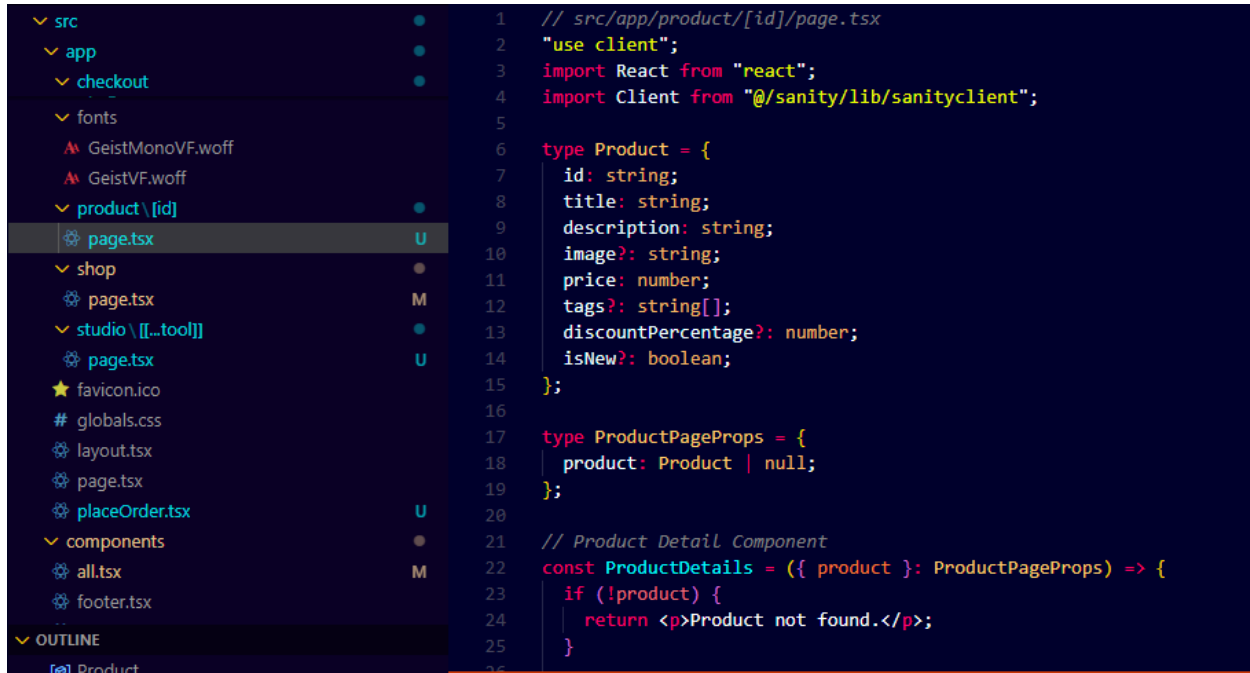 src
app
checkout
fonts
GeistMonoVF.woff
GeistVF.woff
product\[id]
page.tsx U
shop
page.tsx M
studio\[[...tool]]
page.tsx U
favicon.ico
globals.css
layout.tsx
page.tsx
placeOrder.tsx U
components
all.tsx M
footer.tsx
OUTLINE
Product
1 // src/app/product/[id]/page.tsx
2 "use client";
3 import React from "react";
4 import Client from "@/sanity/lib/sanityclient";
5
6 type Product = {
7 id: string;
8 title: string;
9 description: string;
10 image?: string;
11 price: number;
12 tags?: string[];
13 discountPercentage?: number;
14 isNew?: boolean;
15 };
16
17 type ProductPageProps = {
18 product: Product | null;
19 };
20
21 // Product Detail Component
22 const ProductDetails = ({ product }: ProductPageProps) => {
23 if (!product) {
24 return <p>Product not found.</p>;
25 }
26